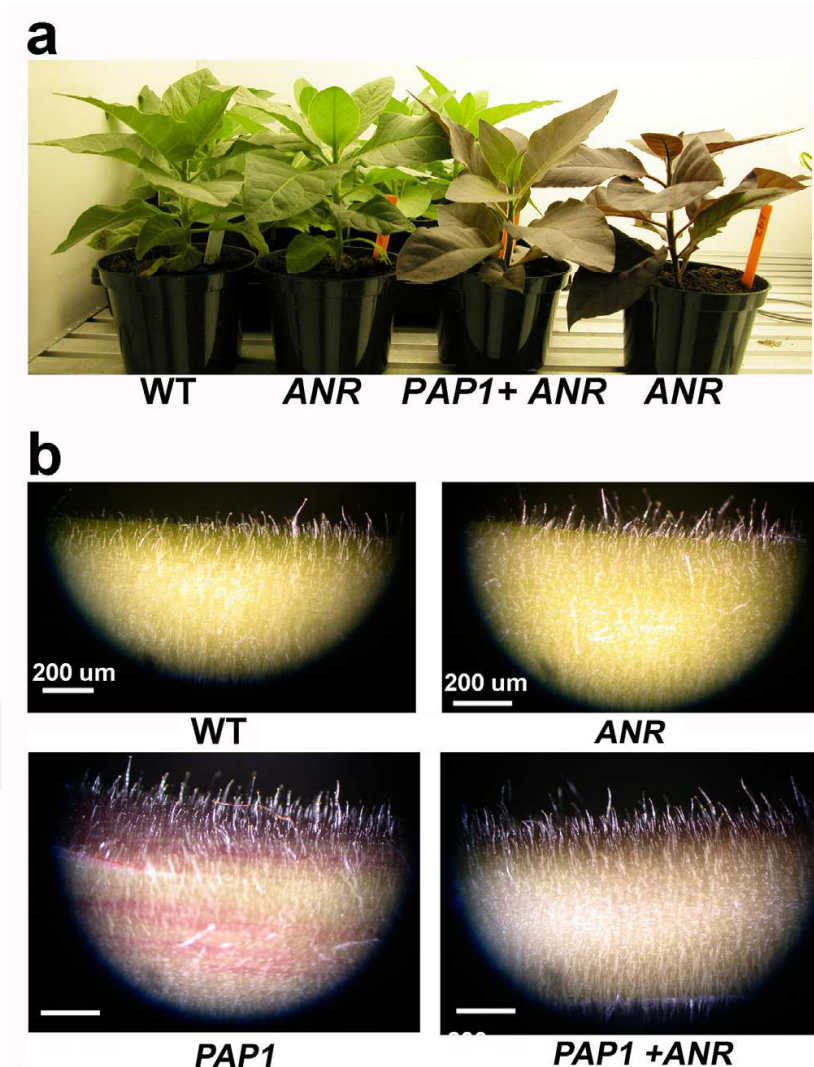 a
WT ANR PAP1+ ANR ANR
b
200 um
200 um
WT ANR
PAP1 PAP1 +ANR